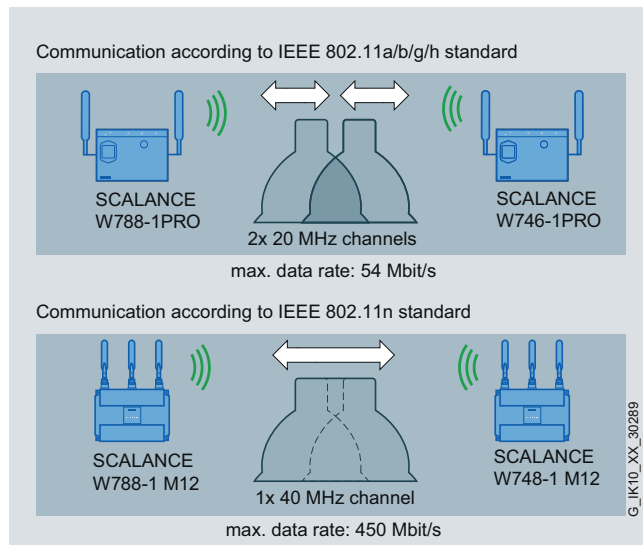 Communication according to IEEE 802.11a/b/g/h standard
SCALANCE
W788-1PRO
2x 20 MHz channels
SCALANCE
W746-1PRO
max. data rate: 54 Mbit/s
Communication according to IEEE 802.11n standard
SCALANCE
W788-1 M12
1x 40 MHz channel
SCALANCE
W748-1 M12
max. data rate: 450 Mbit/s
G_IK10_XX_30289